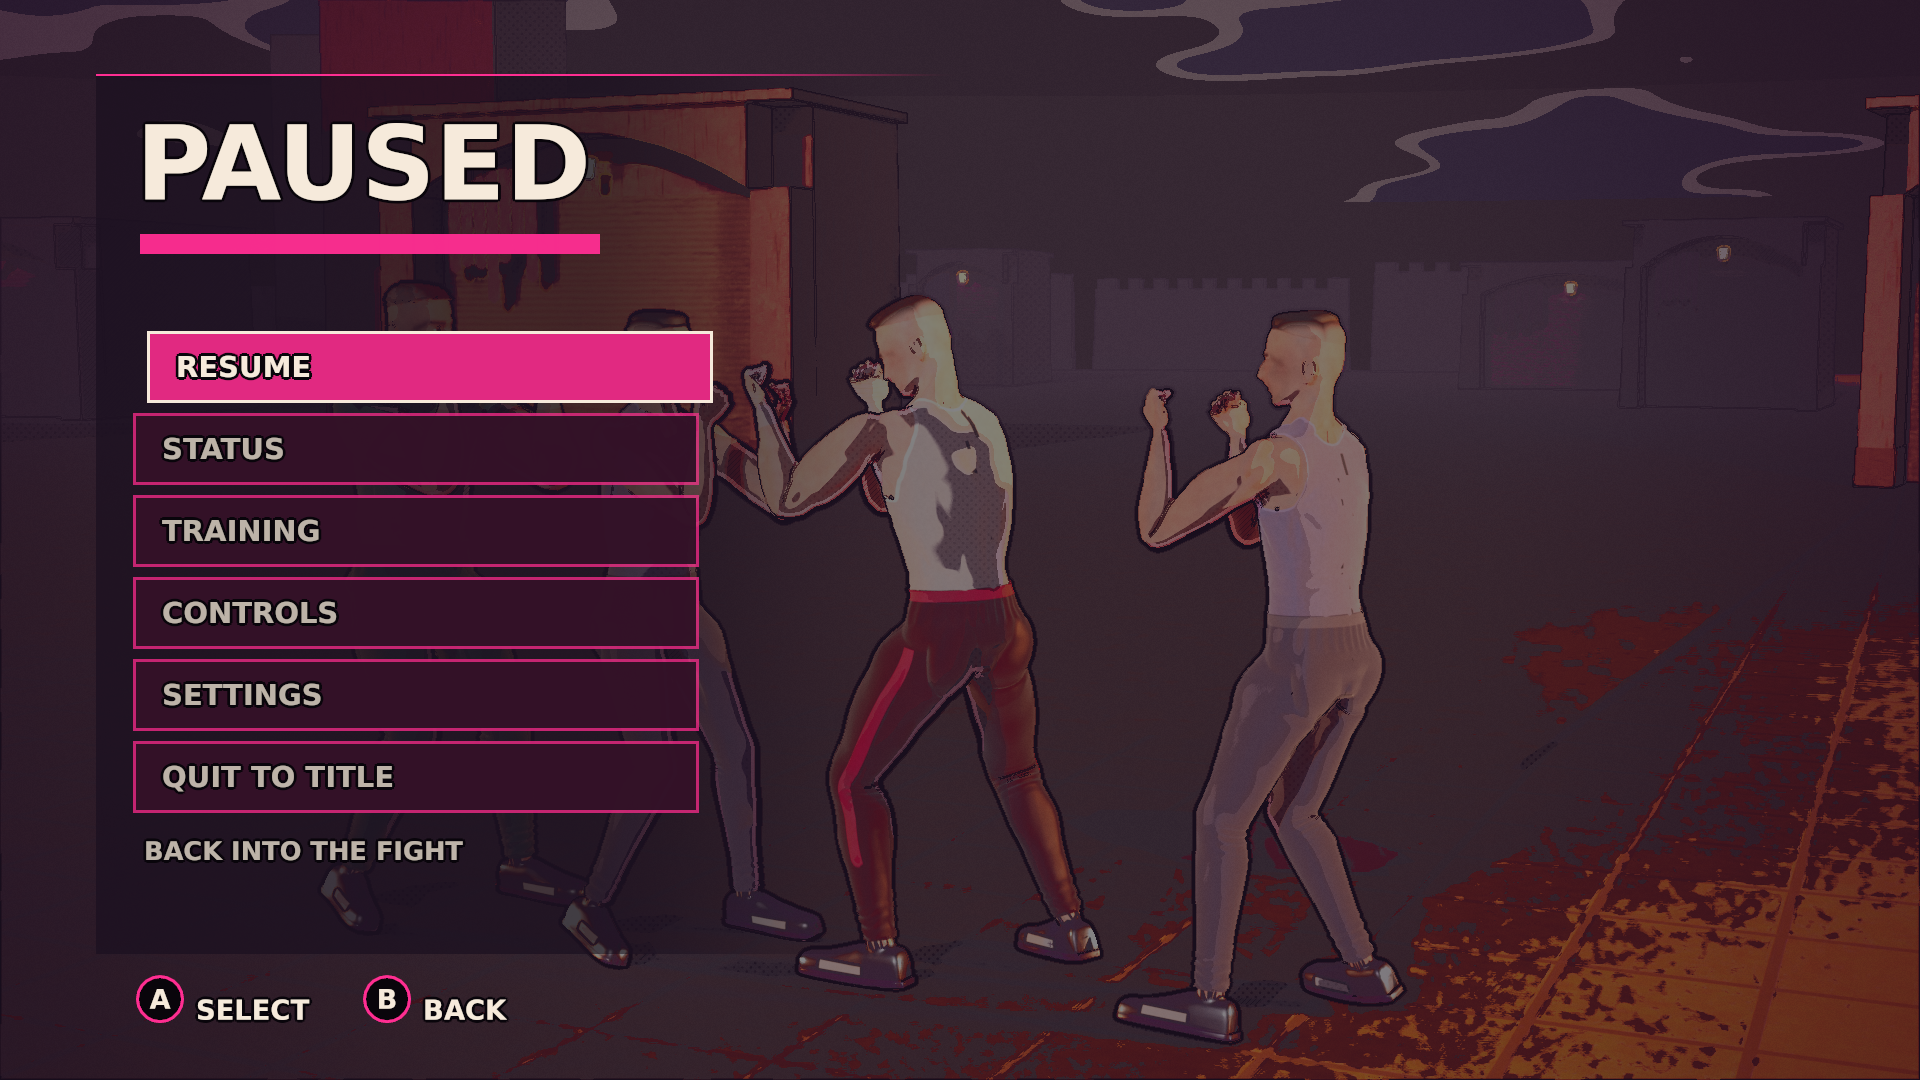 PAUSED
RESUME
STATUS
TRAINING
CONTROLS
SETTINGS
QUIT TO TITLE
BACK INTO THE FIGHT
A SELECT B BACK